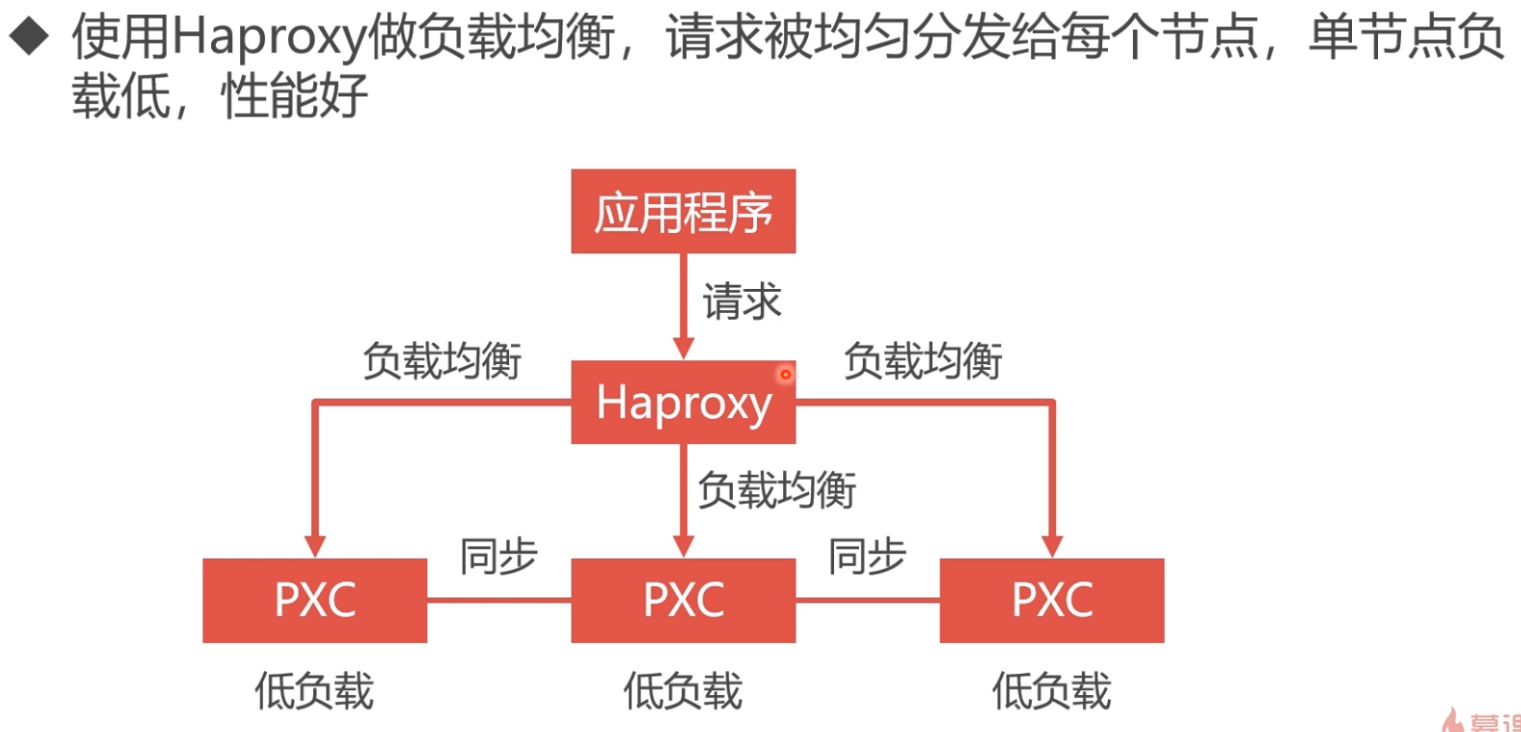 使用Haproxy做负载均衡，请求被均匀分发给每个节点，单节点负
载低，性能好
应用程序
请求
负载均衡
负载均衡
Haproxy
负载均衡
同步
同步
PXC
PXC
PXC
低负载
低负载
低负载
慕课